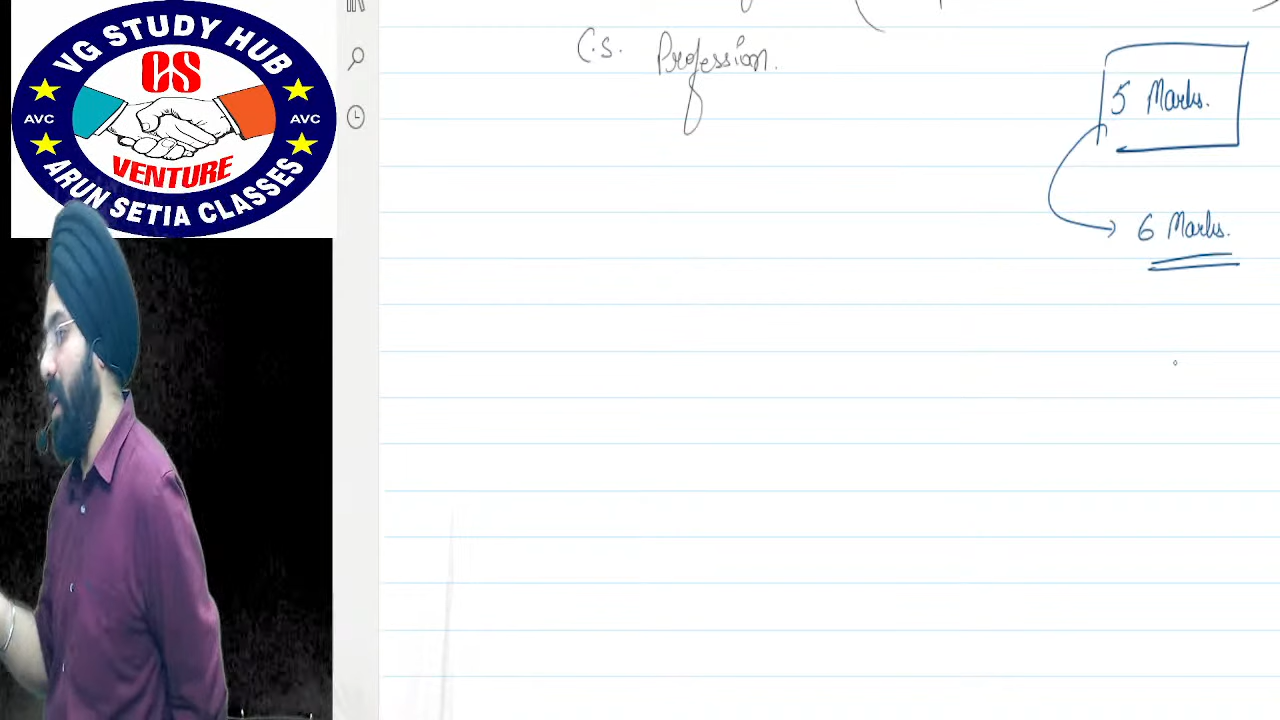 VG STUDY HUB
CS
AVC
AVC
VENTURE
ARUN SETIA CLASSES
C.S. Profession.
5 Marks.
6 Marks.